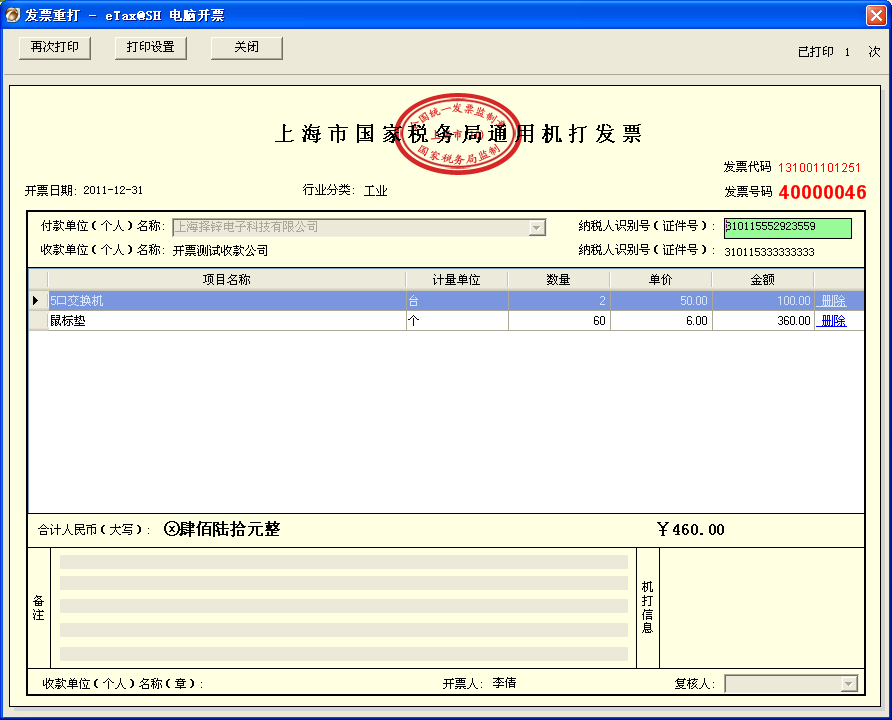 发票重打 - eTax@SH 电脑开票
再次打印 打印设置 关闭 已打印 1 次
全国统一发票监制章
上海市国家税务局通用机打发票
国家税务局监制
发票代码 131001101251
开票日期: 2011-12-31 行业分类: 工业 发票号码 40000046
付款单位(个人)名称: 上海择锌电子科技有限公司 纳税人识别号(证件号): 310115552923559
收款单位(个人)名称: 开票测试收款公司 纳税人识别号(证件号): 310115333333333
项目名称 计量单位 数量 单价 金额
5口交换机 台 2 50.00 100.00 删除
鼠标垫 个 60 6.00 360.00 删除
合计人民币(大写): ⓧ肆佰陆拾元整 ￥460.00
备注
机打信息
收款单位(个人)名称(章): 开票人: 李倩 复核人: